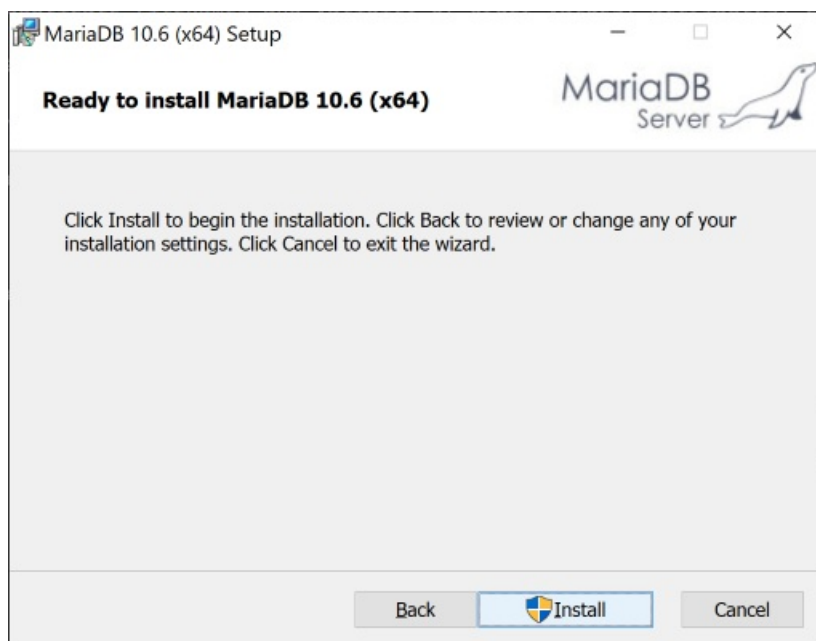 MariaDB 10.6 (x64) Setup
Ready to install MariaDB 10.6 (x64)
MariaDB
Server
Click Install to begin the installation. Click Back to review or change any of your
installation settings. Click Cancel to exit the wizard.
Back
Install
Cancel